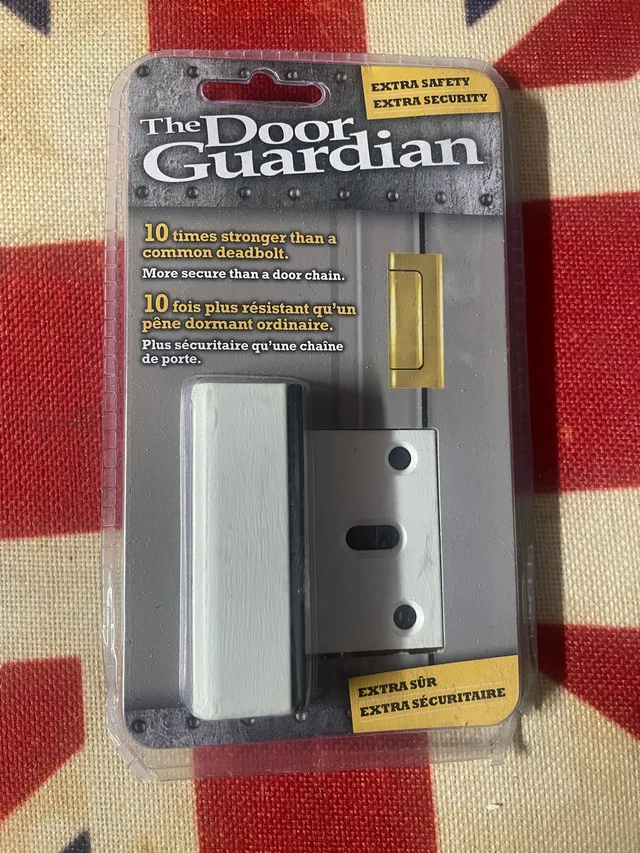 EXTRA SAFETY
EXTRA SECURITY
The Door
Guardian
10 times stronger than a
common deadbolt.
More secure than a door chain.
10 fois plus résistant qu'un
pêne dormant ordinaire.
Plus sécuritaire qu'une chaîne
de porte.
EXTRA SÛR
EXTRA SÉCURITAIRE